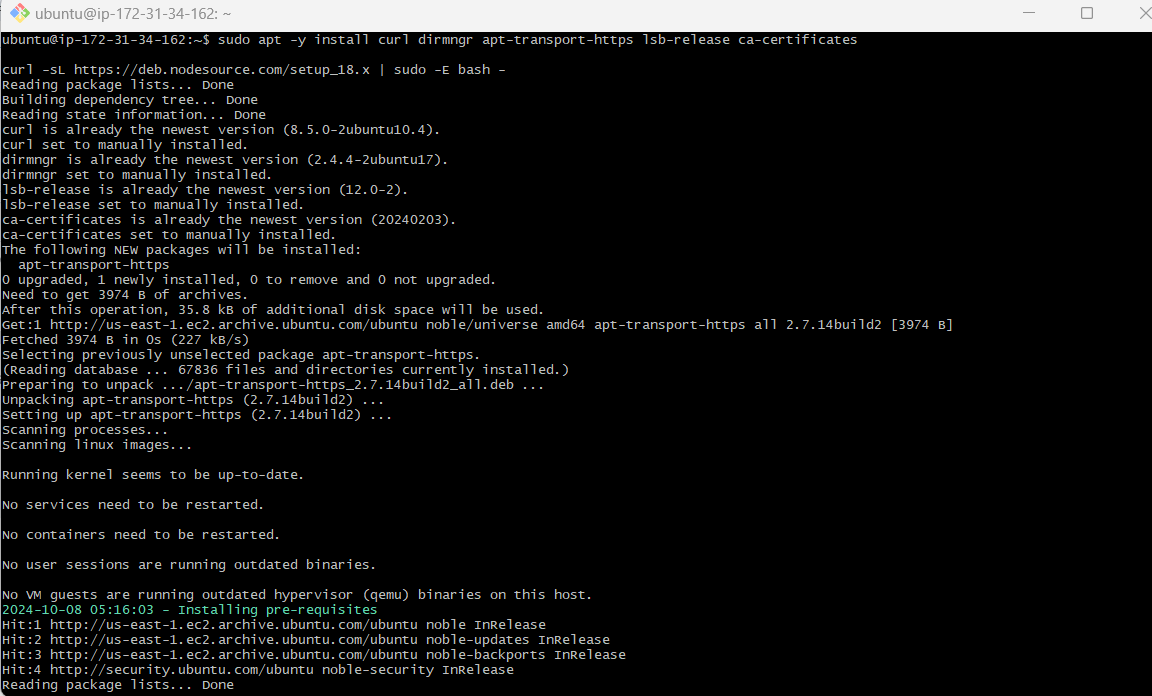 ubuntu@ip-172-31-34-162: ~
ubuntu@ip-172-31-34-162:~$ sudo apt -y install curl dirmngr apt-transport-https lsb-release ca-certificates
curl -sL https://deb.nodesource.com/setup_18.x | sudo -E bash -
Reading package lists... Done
Building dependency tree... Done
Reading state information... Done
curl is already the newest version (8.5.0-2ubuntu10.4).
curl set to manually installed.
dirmngr is already the newest version (2.4.4-2ubuntu17).
dirmngr set to manually installed.
lsb-release is already the newest version (12.0-2).
lsb-release set to manually installed.
ca-certificates is already the newest version (20240203).
ca-certificates set to manually installed.
The following NEW packages will be installed:
  apt-transport-https
0 upgraded, 1 newly installed, 0 to remove and 0 not upgraded.
Need to get 3974 B of archives.
After this operation, 35.8 kB of additional disk space will be used.
Get:1 http://us-east-1.ec2.archive.ubuntu.com/ubuntu noble/universe amd64 apt-transport-https all 2.7.14build2 [3974 B]
Fetched 3974 B in 0s (227 kB/s)
Selecting previously unselected package apt-transport-https.
(Reading database ... 67836 files and directories currently installed.)
Preparing to unpack .../apt-transport-https_2.7.14build2_all.deb ...
Unpacking apt-transport-https (2.7.14build2) ...
Setting up apt-transport-https (2.7.14build2) ...
Scanning processes...
Scanning linux images...
Running kernel seems to be up-to-date.
No services need to be restarted.
No containers need to be restarted.
No user sessions are running outdated binaries.
No VM guests are running outdated hypervisor (qemu) binaries on this host.
2024-10-08 05:16:03 - Installing pre-requisites
Hit:1 http://us-east-1.ec2.archive.ubuntu.com/ubuntu noble InRelease
Hit:2 http://us-east-1.ec2.archive.ubuntu.com/ubuntu noble-updates InRelease
Hit:3 http://us-east-1.ec2.archive.ubuntu.com/ubuntu noble-backports InRelease
Hit:4 http://security.ubuntu.com/ubuntu noble-security InRelease
Reading package lists... Done